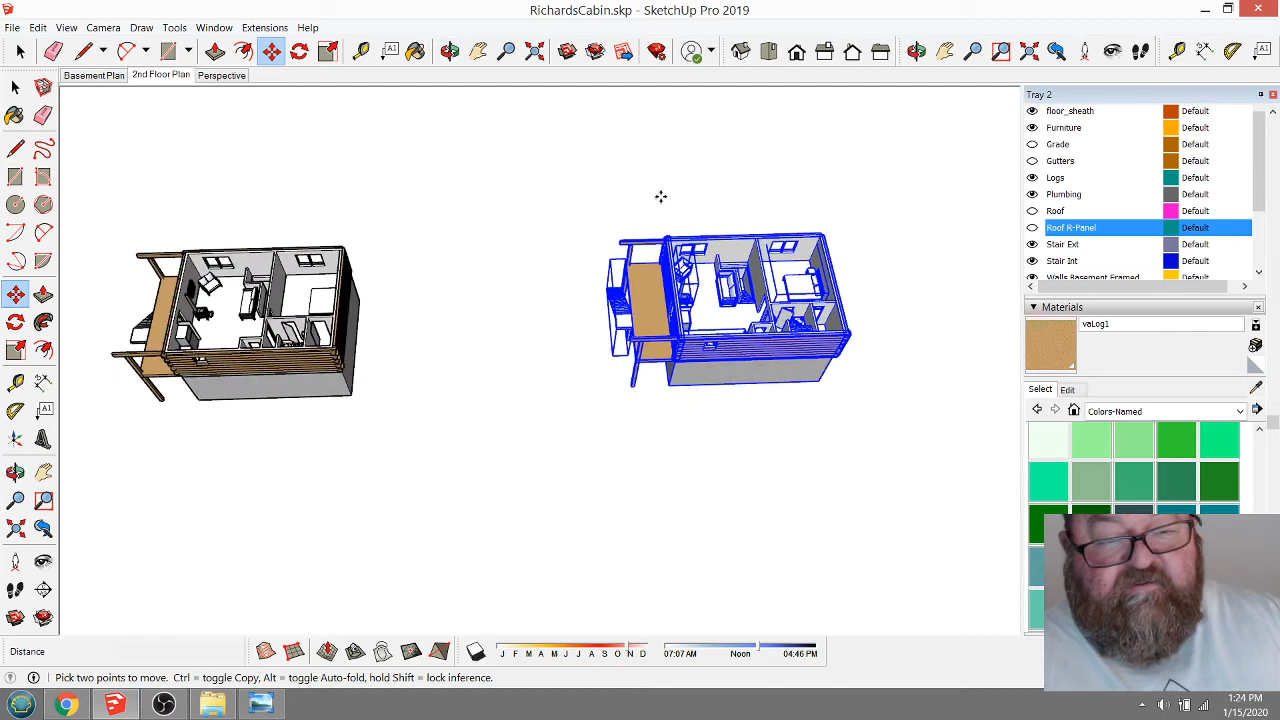 RichardsCabin.skp - SketchUp Pro 2019
File Edit View Camera Draw Tools Window Extensions Help
Basement Plan 2nd Floor Plan Perspective
Tray 2
floor_sheath Default
Furniture Default
Grade Default
Gutters Default
Logs Default
Plumbing Default
Roof Default
Roof R-Panel Default
Stair Ext Default
Stair Int Default
Walls Basement Framed Default
Materials
vaLog1
Select Edit
Colors-Named
Distance
J F M A M J J A S O N D
07:07 AM Noon 04:46 PM
Pick two points to move. Ctrl = toggle Copy, Alt = toggle Auto-fold, hold Shift = lock inference.
1:24 PM
1/15/2020